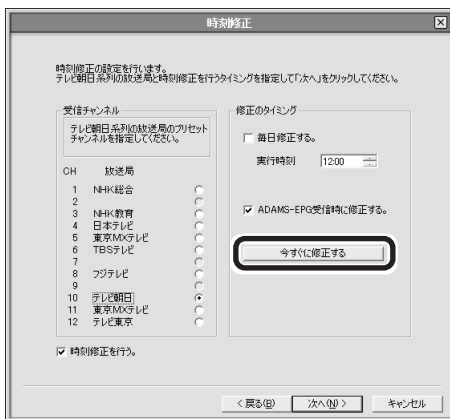 時刻修正
時刻修正の設定を行います。
テレビ朝日系列の放送局と時刻修正を行うタイミングを指定して「次へ」をクリックしてください。
受信チャンネル
テレビ朝日系列の放送局のプリセット
チャンネルを指定してください。
CH 放送局
1 NHK総合
2
3 NHK教育
4 日本テレビ
5 東京MXテレビ
6 TBSテレビ
7
8 フジテレビ
9
10 テレビ朝日
11 東京MXテレビ
12 テレビ東京
時刻修正を行う。
修正のタイミング
毎日修正する。
実行時刻 12:00
ADAMS-EPG受信時に修正する。
今すぐに修正する
< 戻る(B) 次へ(N) > キャンセル